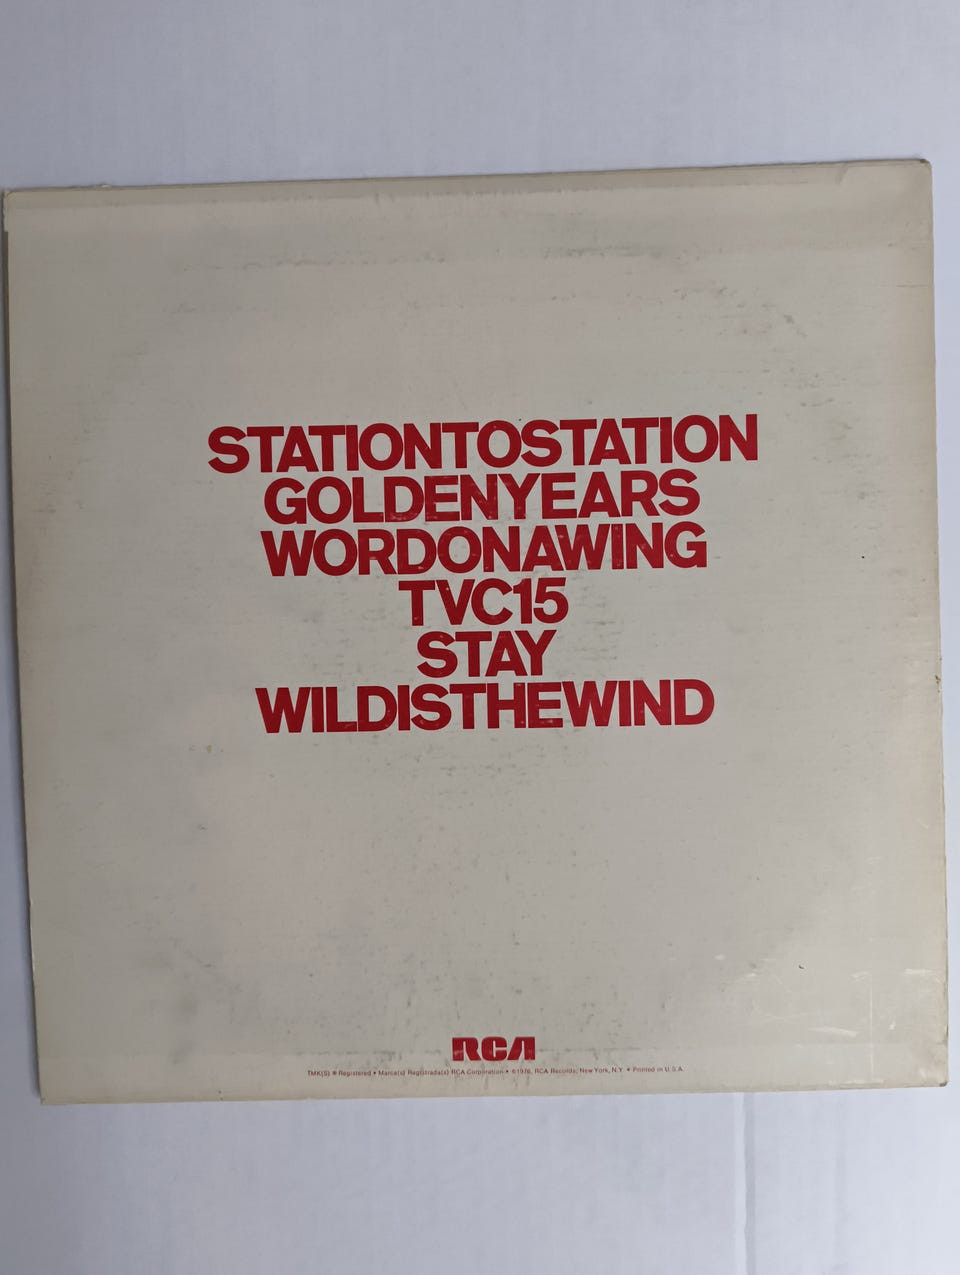 STATIONTOSTATION
GOLDENYEARS
WORDONAWING
TVC15
STAY
WILDISTHEWIND
RCA
TMK(S) ® Registered • Marca(s) Registrada(s) RCA Corporation • ©1976, RCA Records, New York, N.Y. • Printed in U.S.A.